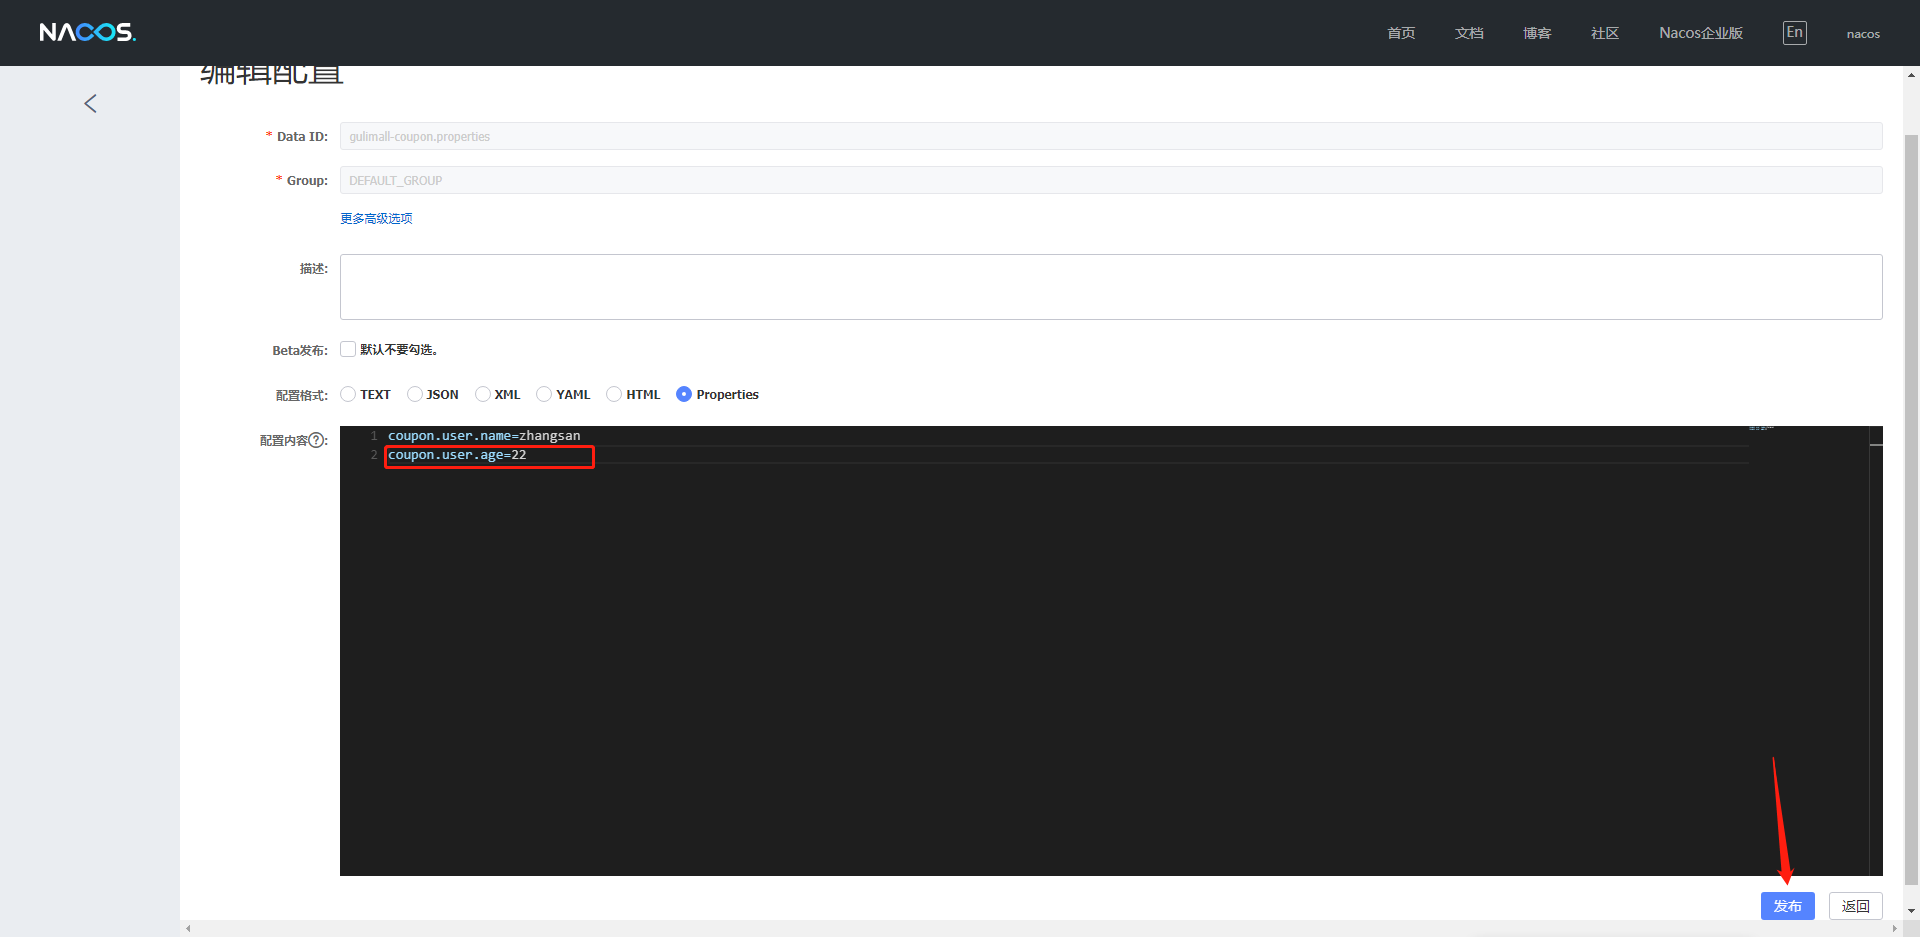 NACOS.
首页 文档 博客 社区 Nacos企业版 En nacos
编辑配置
* Data ID: gulimall-coupon.properties
* Group: DEFAULT_GROUP
更多高级选项
描述:
Beta发布: 默认不要勾选。
配置格式: TEXT JSON XML YAML HTML Properties
配置内容?:
1 coupon.user.name=zhangsan
2 coupon.user.age=22
发布 返回